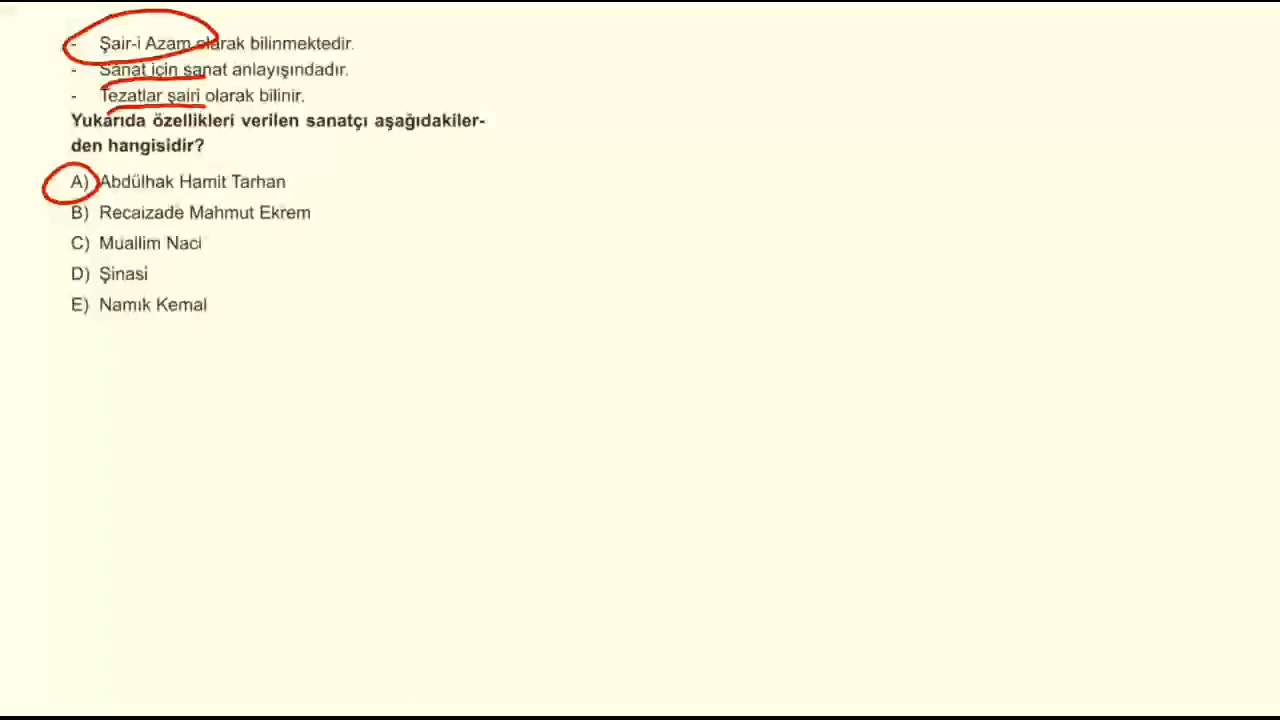 - Şair-i Azam olarak bilinmektedir.
- Sanat için sanat anlayışındadır.
- Tezatlar şairi olarak bilinir.
Yukarıda özellikleri verilen sanatçı aşağıdakiler-
den hangisidir?
A) Abdülhak Hamit Tarhan
B) Recaizade Mahmut Ekrem
C) Muallim Naci
D) Şinasi
E) Namık Kemal